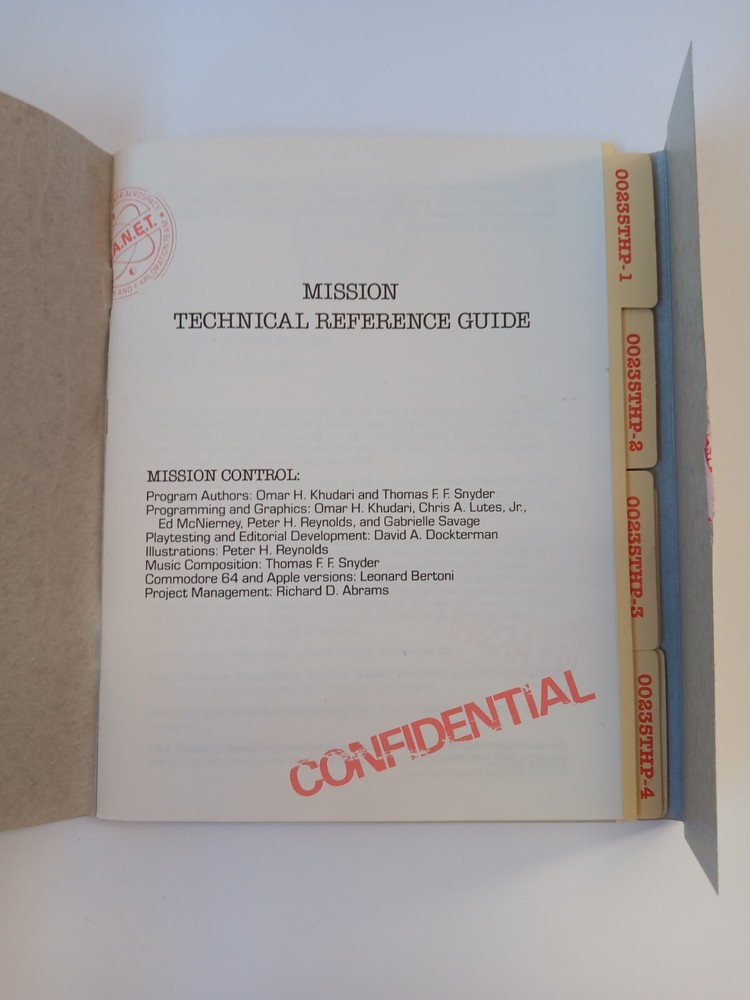 A.N.E.T.
MISSION
TECHNICAL REFERENCE GUIDE
MISSION CONTROL:
Program Authors: Omar H. Khudari and Thomas F. F. Snyder
Programming and Graphics: Omar H. Khudari, Chris A. Lutes, Jr.,
Ed McNierney, Peter H. Reynolds, and Gabrielle Savage
Playtesting and Editorial Development: David A. Dockterman
Illustrations: Peter H. Reynolds
Music Composition: Thomas F. F. Snyder
Commodore 64 and Apple versions: Leonard Bertoni
Project Management: Richard D. Abrams
CONFIDENTIAL
00235THP-1
00235THP-2
00235THP-3
00235THP-4